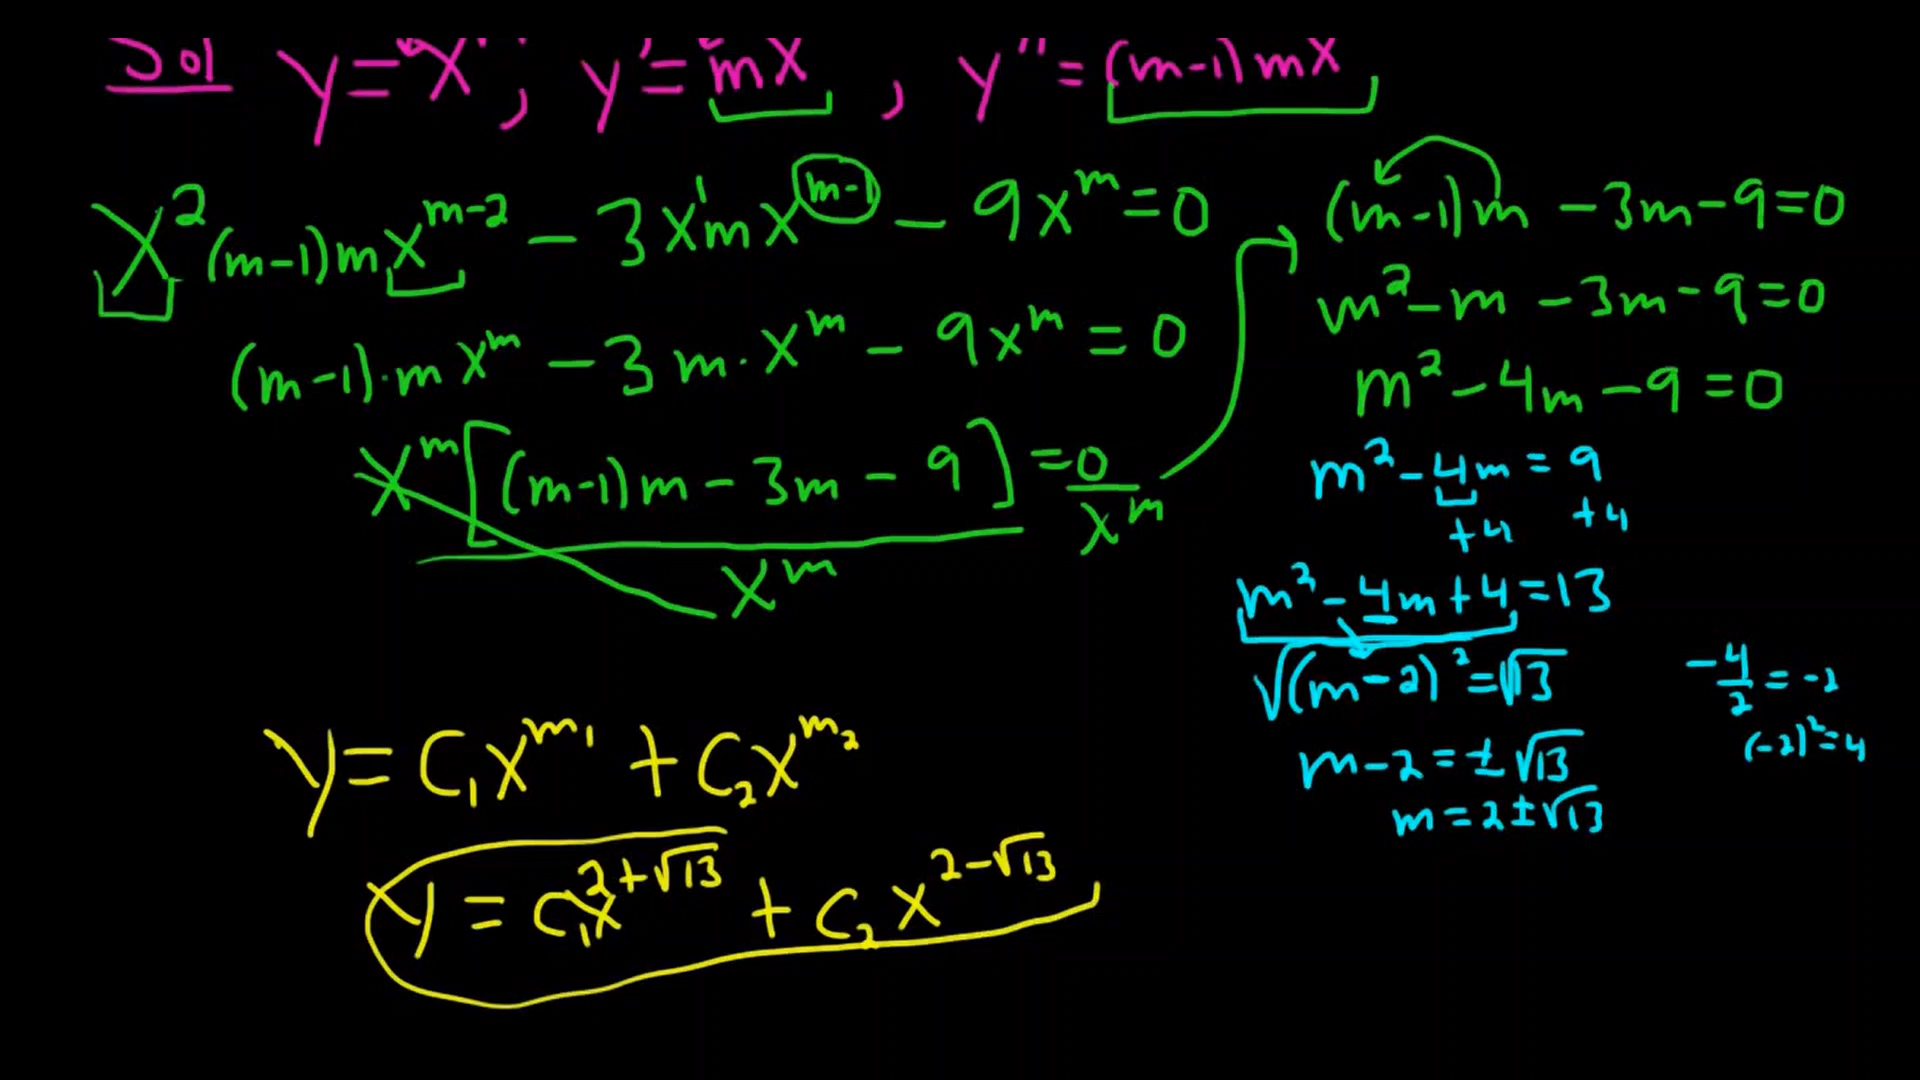 Sol y = x , y' = mx , y'' = (m-1)mx
x²(m-1)mx^{m-2} - 3x¹mx^{m-1} - 9x^m = 0
(m-1)·mx^m - 3m·x^m - 9x^m = 0
x^m[(m-1)m - 3m - 9] = 0
x^m
x^m
(m-1)m - 3m - 9 = 0
m² - m - 3m - 9 = 0
m² - 4m - 9 = 0
m² - 4m = 9
+4 +4
m² - 4m + 4 = 13
√(m-2)² = √13
m - 2 = ±√13
m = 2±√13
-4/2 = -2
(-2)² = 4
y = C₁x^{m₁} + C₂x^{m₂}
y = C₁x^{2+√13} + C₂x^{2-√13}